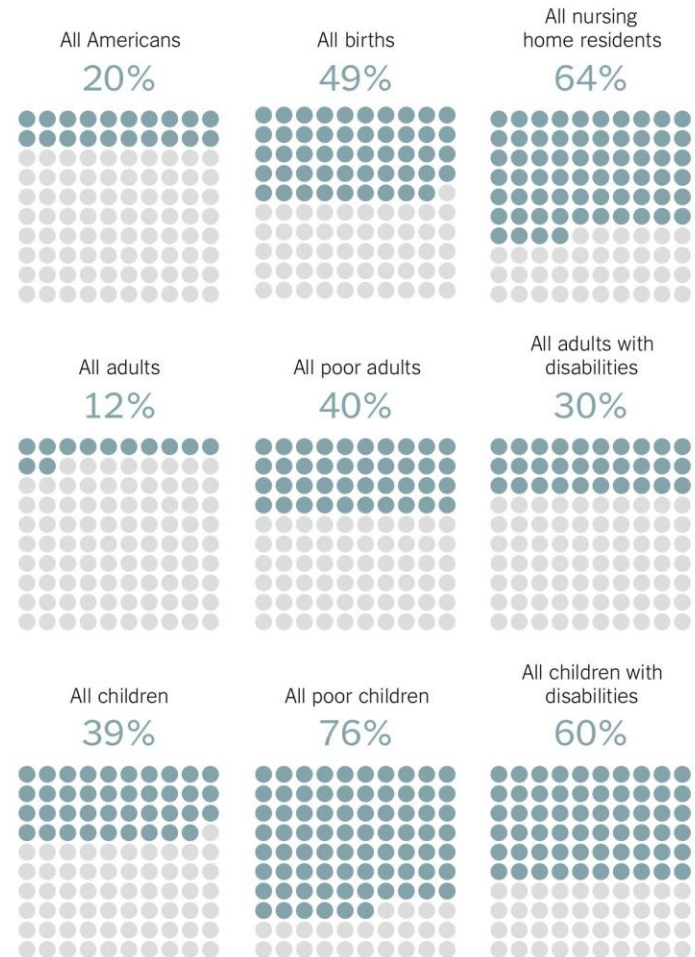 All Americans
20%
All births
49%
All nursing
home residents
64%
All adults
12%
All poor adults
40%
All adults with
disabilities
30%
All children
39%
All poor children
76%
All children with
disabilities
60%